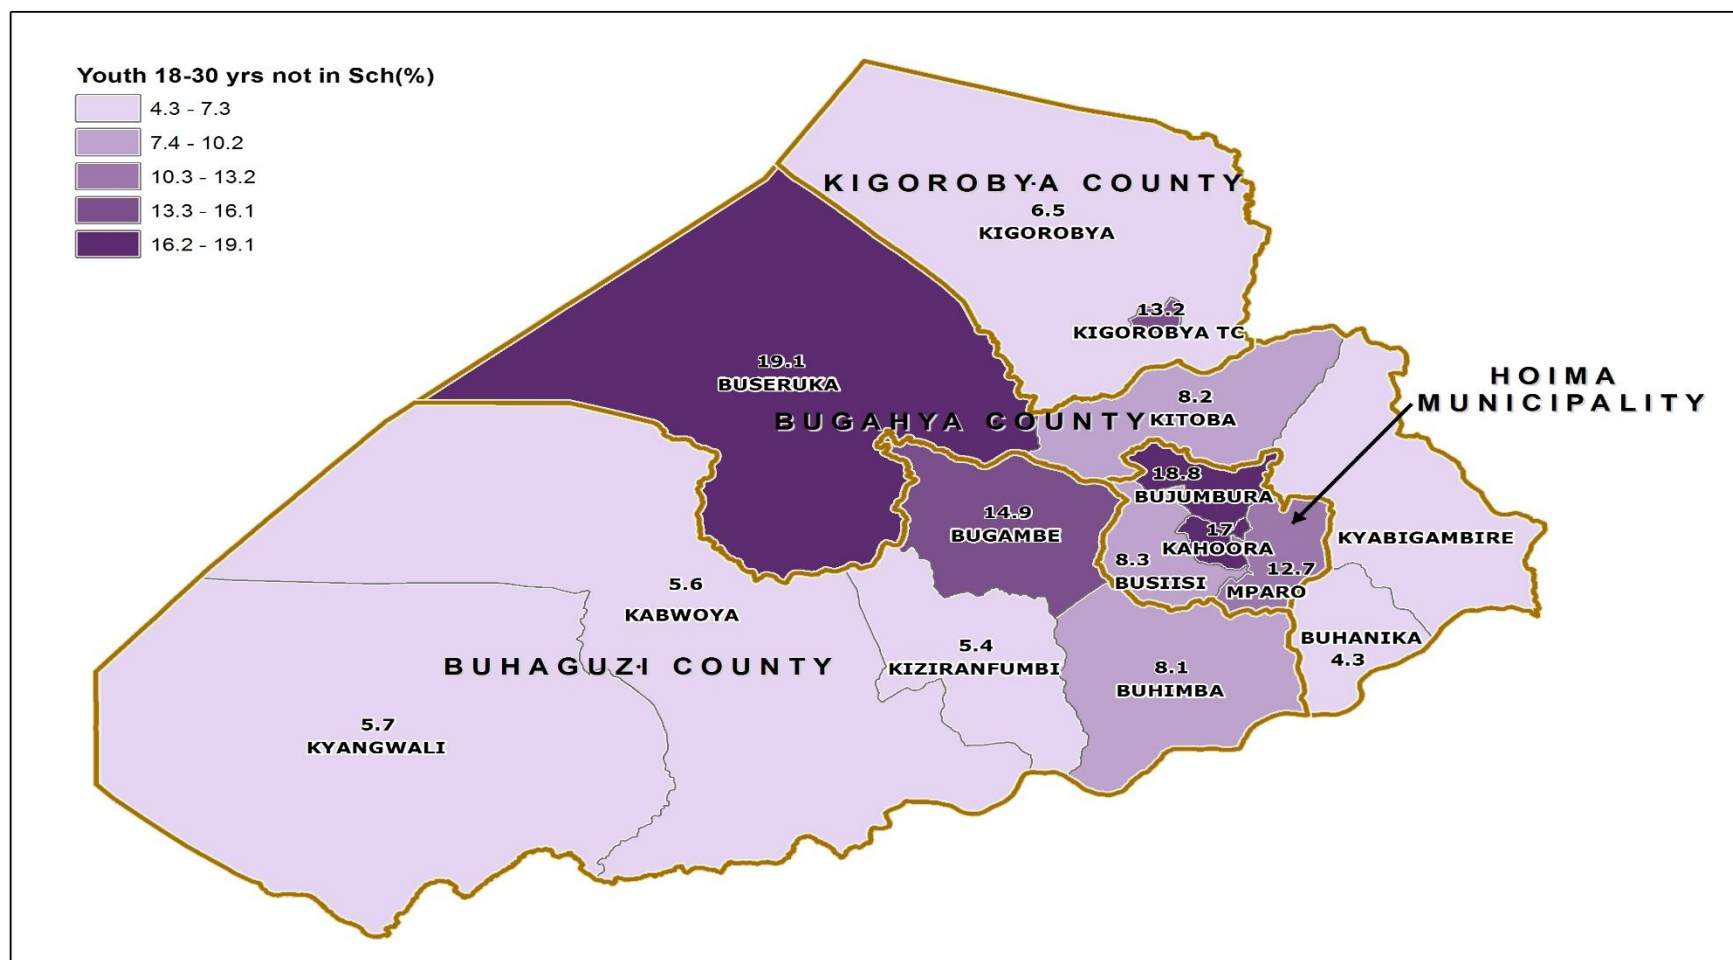 Youth 18-30 yrs not in Sch(%)
4.3 - 7.3
7.4 - 10.2
10.3 - 13.2
13.3 - 16.1
16.2 - 19.1
KIGOROBYA COUNTY
6.5
KIGOROBYA
13.2
KIGOROBYA TC
19.1
BUSERUKA
BUGAHYA COUNTY
8.2
KITOBA
HOIMA
MUNICIPALITY
18.8
BUJUMBURA
14.9
BUGAMBE
17
KAHOORA
KYABIGAMBIRE
8.3
BUSIISI
12.7
MPARO
5.6
KABWOYA
BUHAGUZI COUNTY
5.4
KIZIRANFUMBI
8.1
BUHIMBA
BUHANIKA
4.3
5.7
KYANGWALI